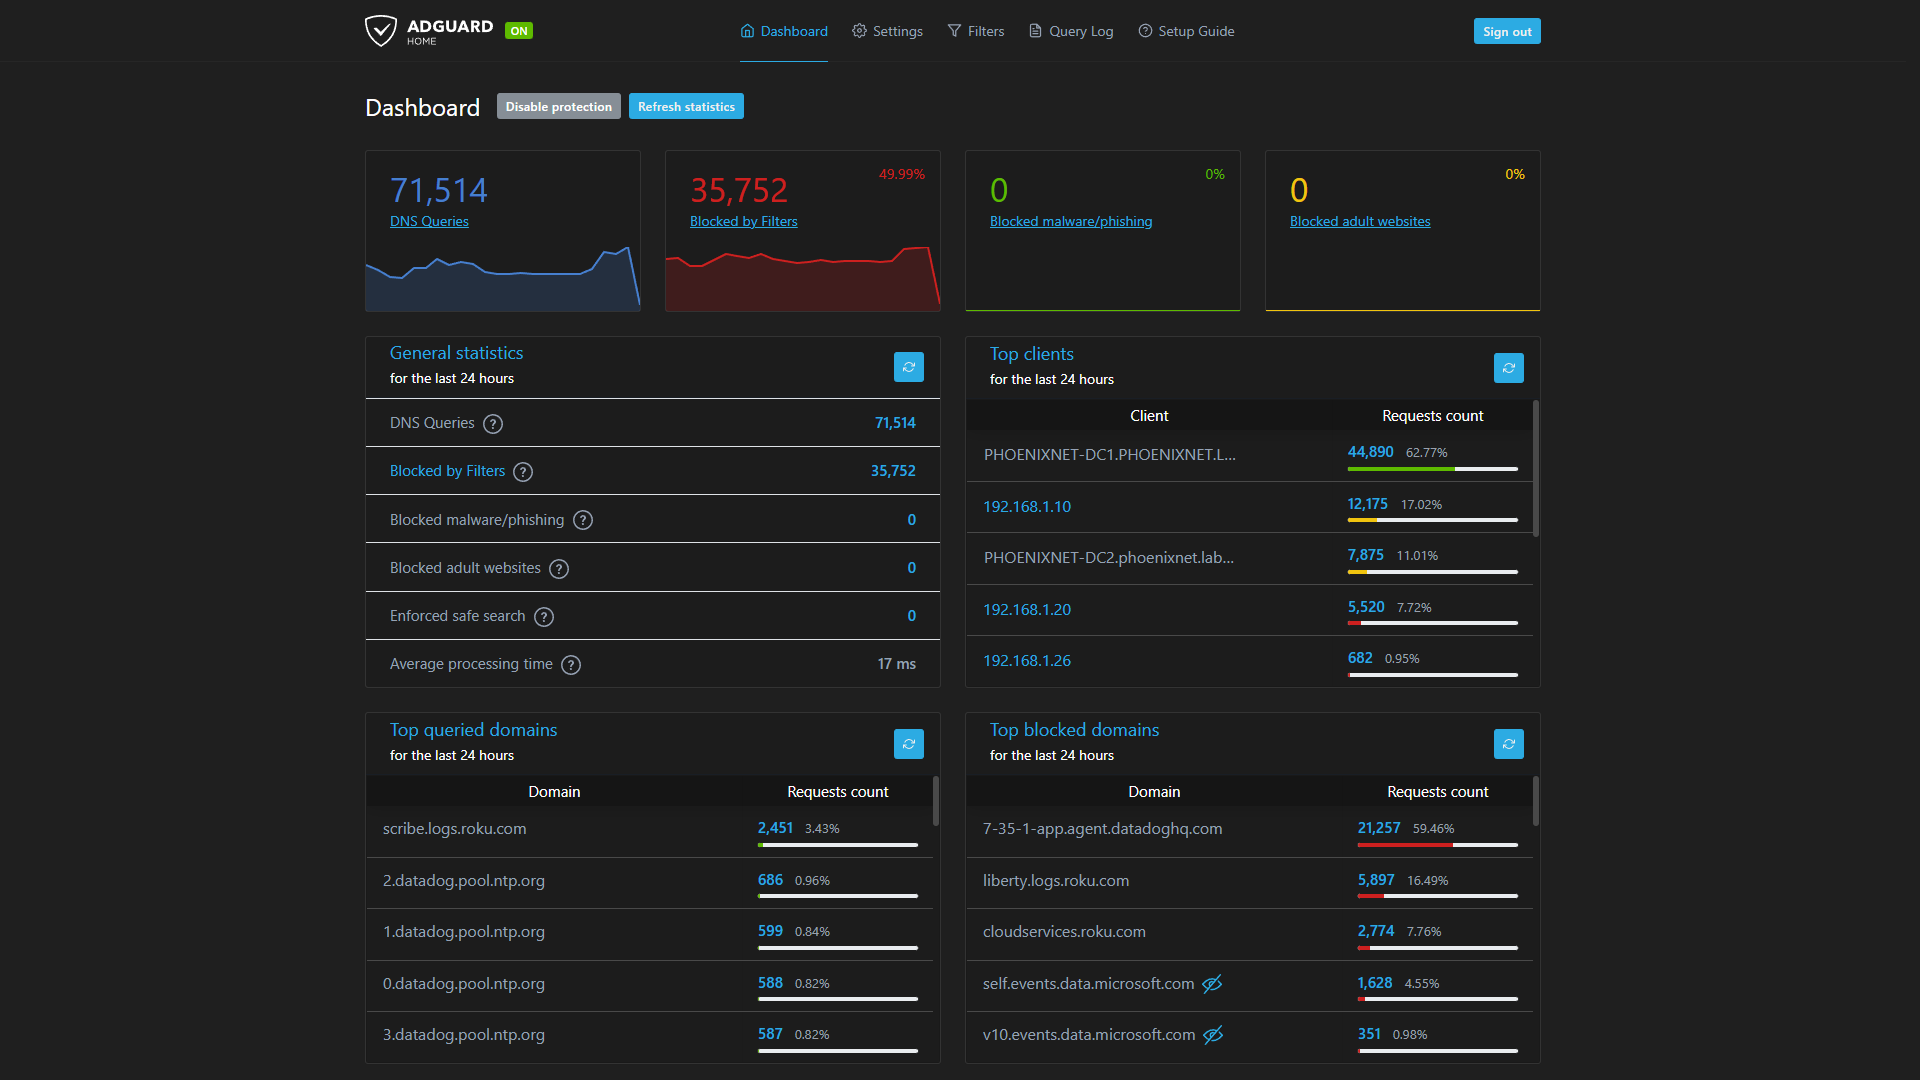 ADGUARD
HOME
ON
Dashboard
Settings
Filters
Query Log
Setup Guide
Sign out
Dashboard
Disable protection
Refresh statistics
71,514
DNS Queries
49.99%
35,752
Blocked by Filters
0%
0
Blocked malware/phishing
0%
0
Blocked adult websites
General statistics
for the last 24 hours
DNS Queries ? 71,514
Blocked by Filters ? 35,752
Blocked malware/phishing ? 0
Blocked adult websites ? 0
Enforced safe search ? 0
Average processing time ? 17 ms
Top clients
for the last 24 hours
Client Requests count
PHOENIXNET-DC1.PHOENIXNET.L... 44,890 62.77%
192.168.1.10 12,175 17.02%
PHOENIXNET-DC2.phoenixnet.lab... 7,875 11.01%
192.168.1.20 5,520 7.72%
192.168.1.26 682 0.95%
Top queried domains
for the last 24 hours
Domain Requests count
scribe.logs.roku.com 2,451 3.43%
2.datadog.pool.ntp.org 686 0.96%
1.datadog.pool.ntp.org 599 0.84%
0.datadog.pool.ntp.org 588 0.82%
3.datadog.pool.ntp.org 587 0.82%
Top blocked domains
for the last 24 hours
Domain Requests count
7-35-1-app.agent.datadoghq.com 21,257 59.46%
liberty.logs.roku.com 5,897 16.49%
cloudservices.roku.com 2,774 7.76%
self.events.data.microsoft.com 1,628 4.55%
v10.events.data.microsoft.com 351 0.98%